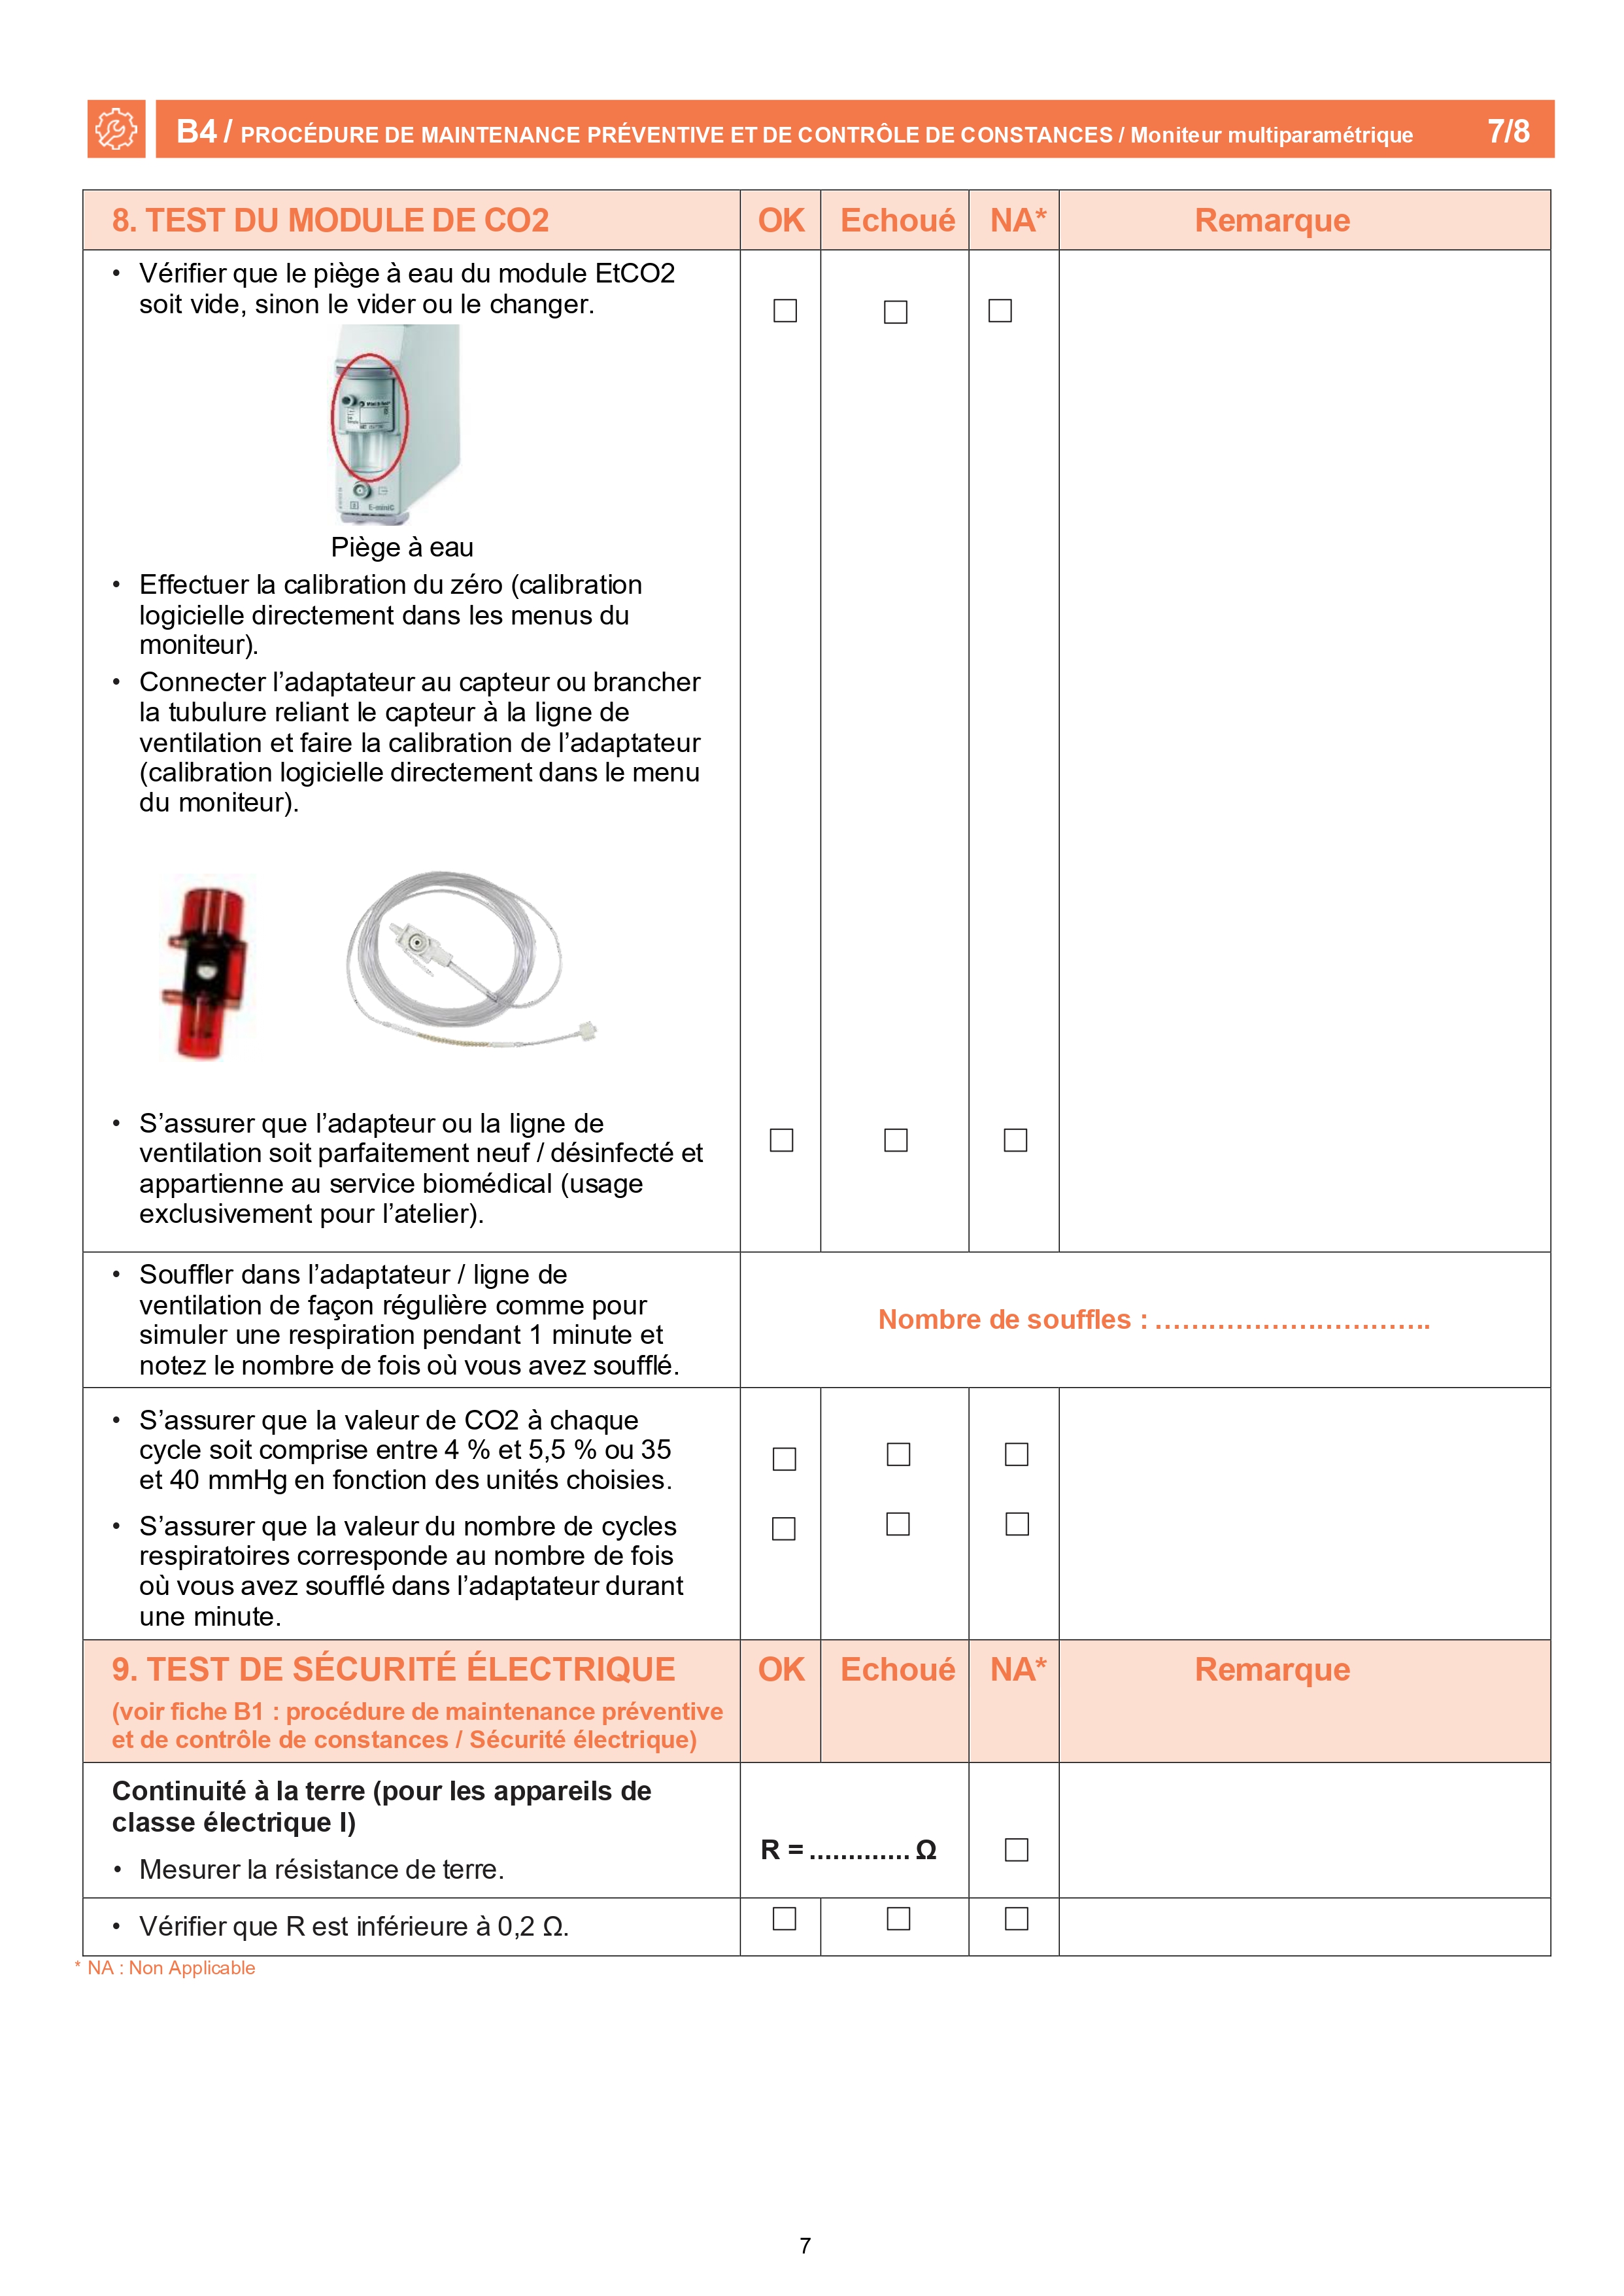 B4 / PROCÉDURE DE MAINTENANCE PRÉVENTIVE ET DE CONTRÔLE DE CONSTANCES / Moniteur multiparamétrique 7/8
8. TEST DU MODULE DE CO2 OK Echoué NA* Remarque
• Vérifier que le piège à eau du module EtCO2
soit vide, sinon le vider ou le changer.
☐ ☐ ☐
E-miniC
Piège à eau
• Effectuer la calibration du zéro (calibration
logicielle directement dans les menus du
moniteur).
• Connecter l’adaptateur au capteur ou brancher
la tubulure reliant le capteur à la ligne de
ventilation et faire la calibration de l’adaptateur
(calibration logicielle directement dans le menu
du moniteur).
• S’assurer que l’adapteur ou la ligne de
ventilation soit parfaitement neuf / désinfecté et
appartienne au service biomédical (usage
exclusivement pour l’atelier).
☐ ☐ ☐
• Souffler dans l’adaptateur / ligne de
ventilation de façon régulière comme pour
simuler une respiration pendant 1 minute et
notez le nombre de fois où vous avez soufflé.
Nombre de souffles : ................................
• S’assurer que la valeur de CO2 à chaque
cycle soit comprise entre 4 % et 5,5 % ou 35
et 40 mmHg en fonction des unités choisies.
☐ ☐ ☐
• S’assurer que la valeur du nombre de cycles
respiratoires corresponde au nombre de fois
où vous avez soufflé dans l’adaptateur durant
une minute.
☐ ☐ ☐
9. TEST DE SÉCURITÉ ÉLECTRIQUE OK Echoué NA* Remarque
(voir fiche B1 : procédure de maintenance préventive
et de contrôle de constances / Sécurité électrique)
Continuité à la terre (pour les appareils de
classe électrique I)
• Mesurer la résistance de terre.
R = ............. Ω ☐
• Vérifier que R est inférieure à 0,2 Ω.
☐ ☐ ☐
* NA : Non Applicable
7